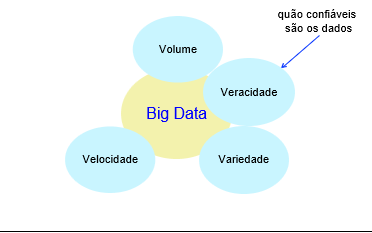 quão confiáveis
são os dados
Volume
Veracidade
Big Data
Velocidade
Variedade